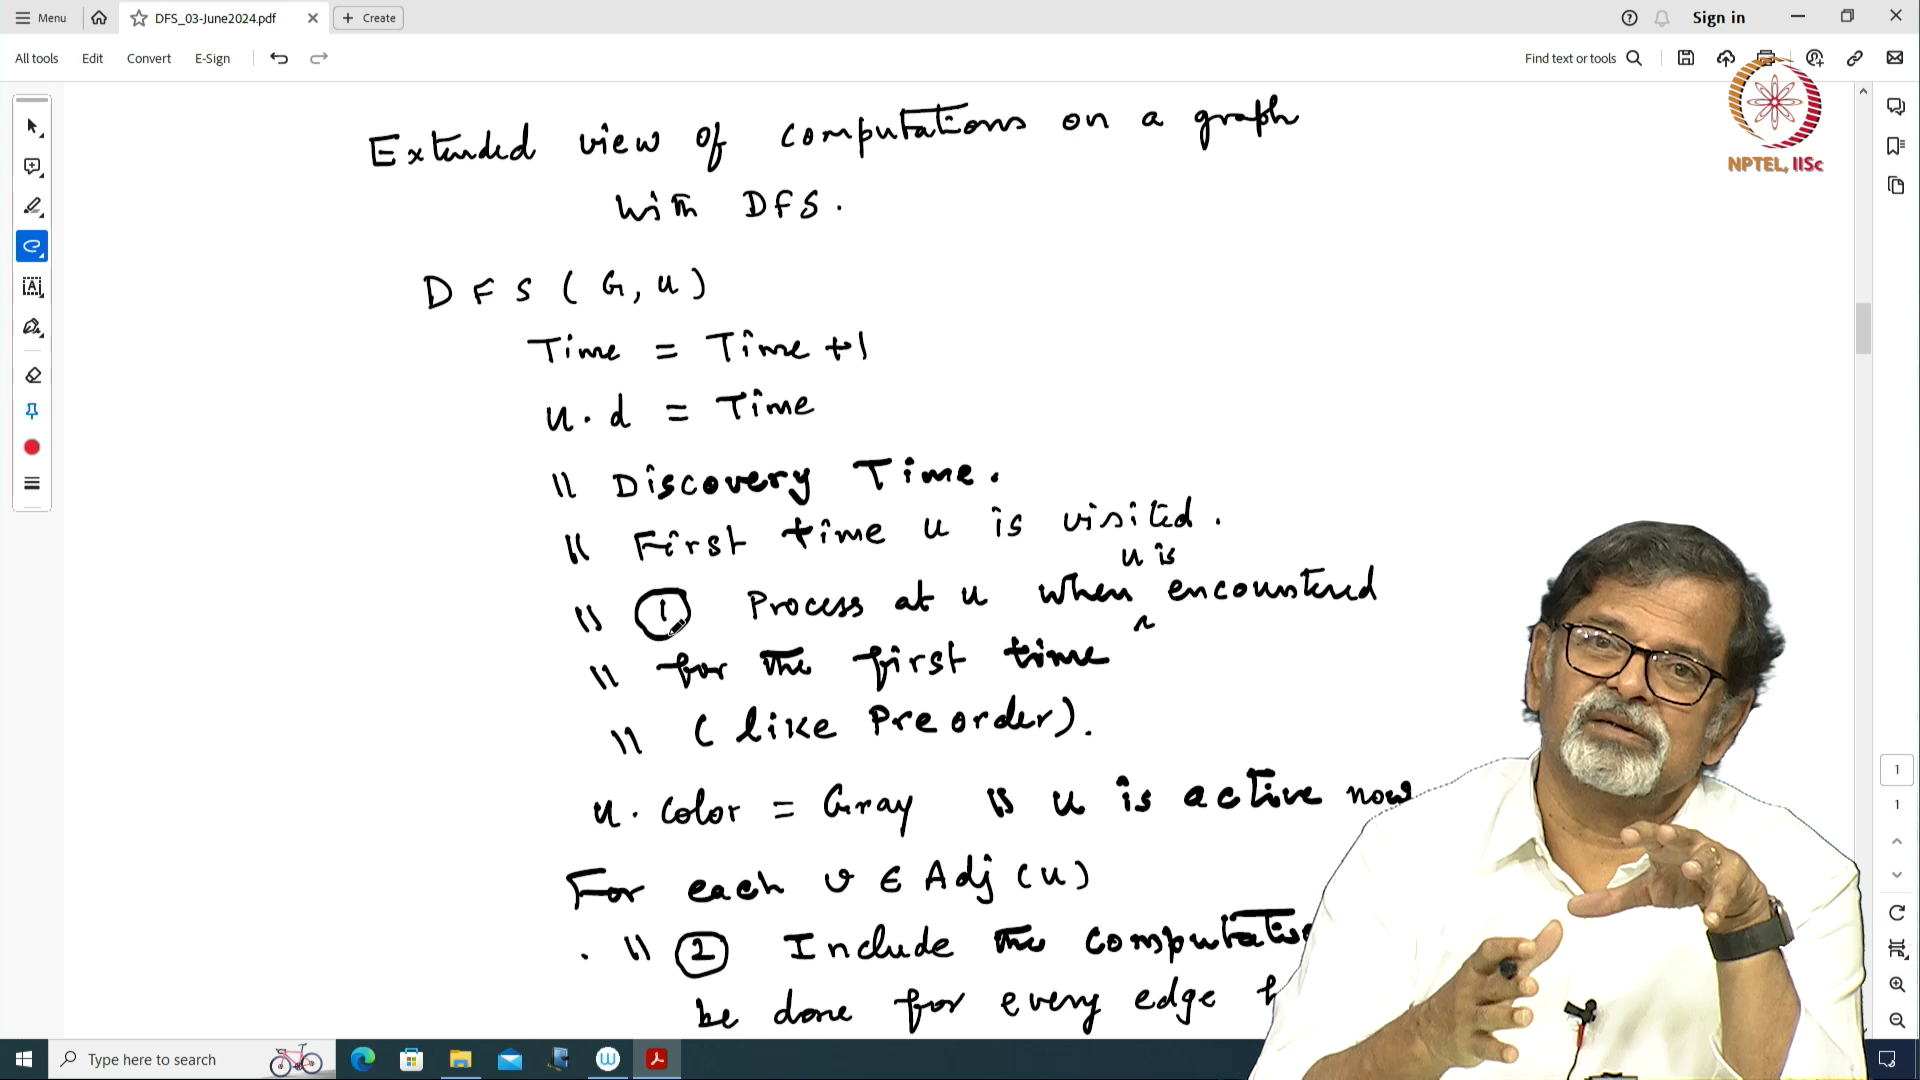 Menu
DFS_03-June2024.pdf
Create
Sign in
All tools
Edit
Convert
E-Sign
Find text or tools
NPTEL, IISc
Extended view of computations on a graph
with DFS.
DFS (G, u)
Time = Time +1
u.d = Time
\\ Discovery Time.
\\ First time u is visited.
u is
\\ 1 Process at u when encountered
\\ for the first time
\\ (like Preorder).
u.color = Gray \\ u is active now
For each v ∈ Adj (u)
\\ 2 Include the
be done for every edge
1
1
Type here to search